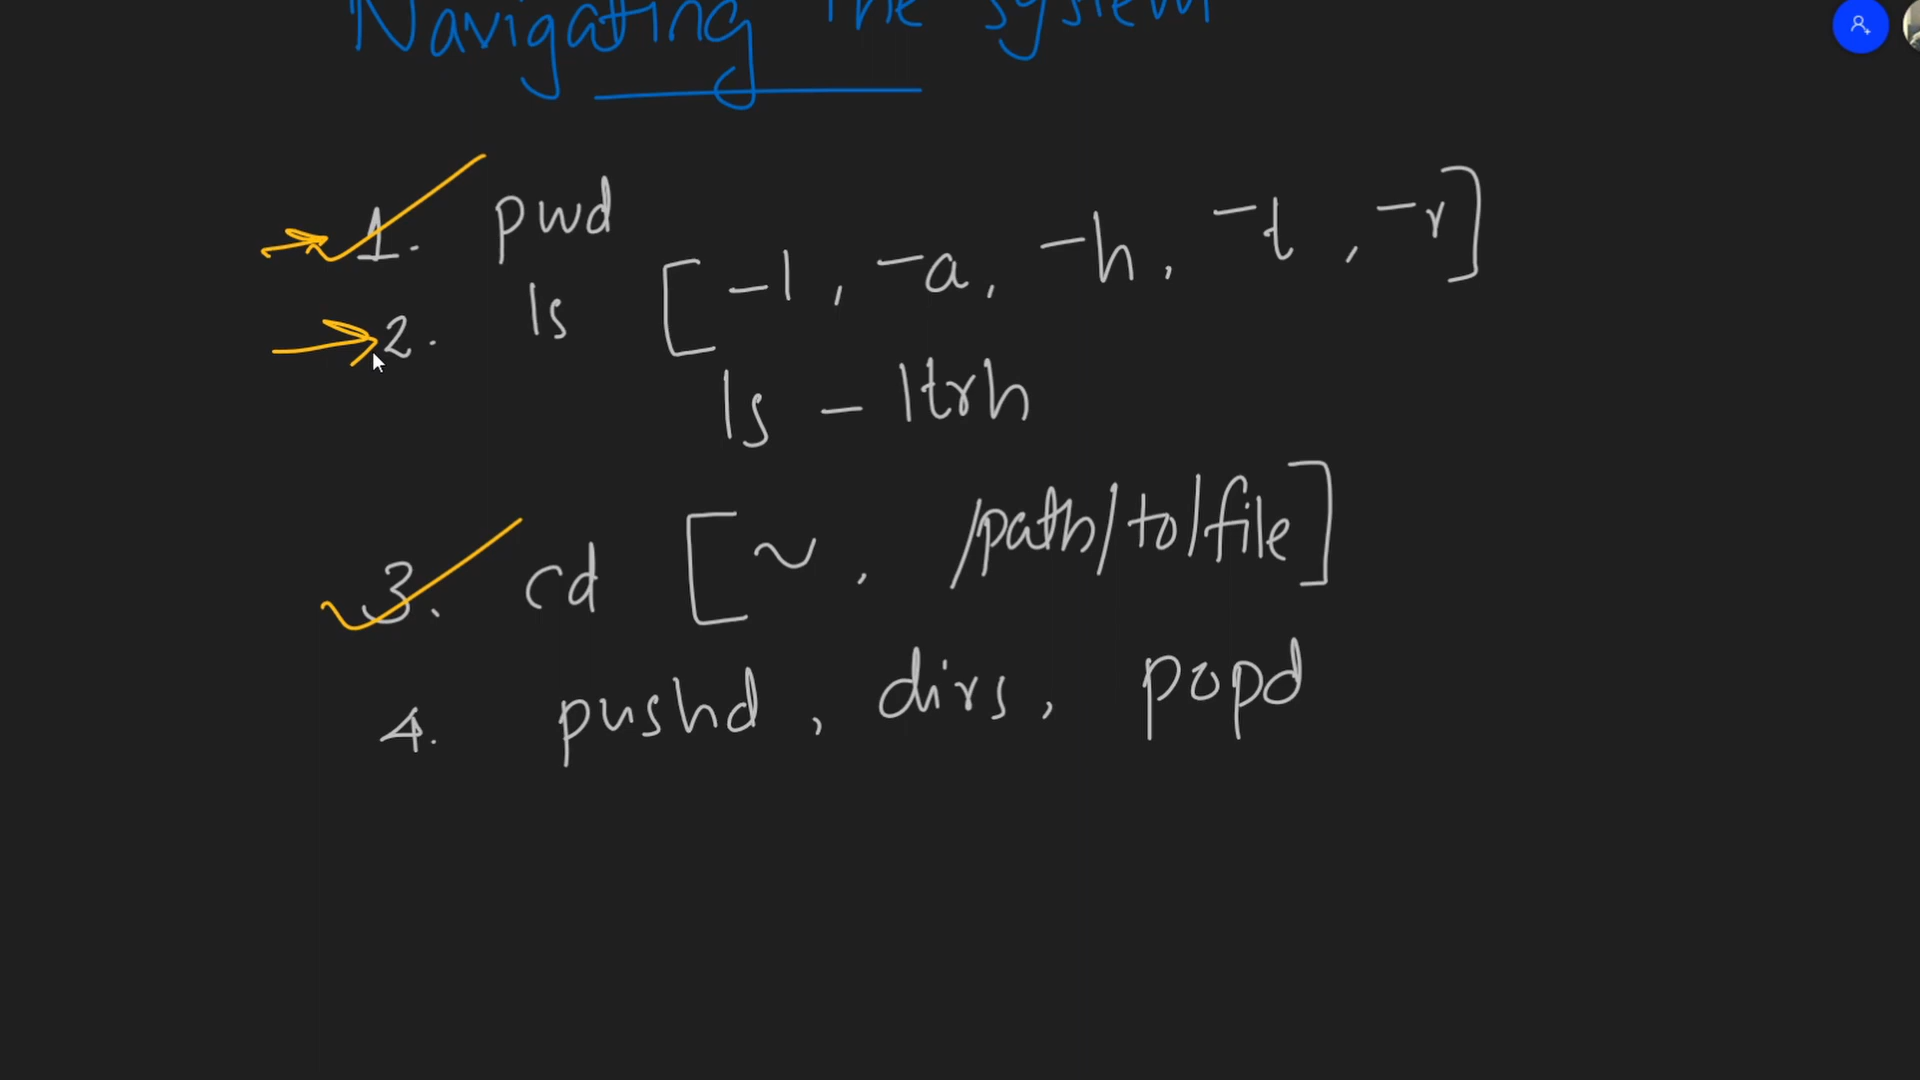 Navigating the system
1. pwd
2. ls [-l, -a, -h, -t, -r]
ls - ltrh
3. cd [~, /path/to/file]
4. pushd, dirs, popd